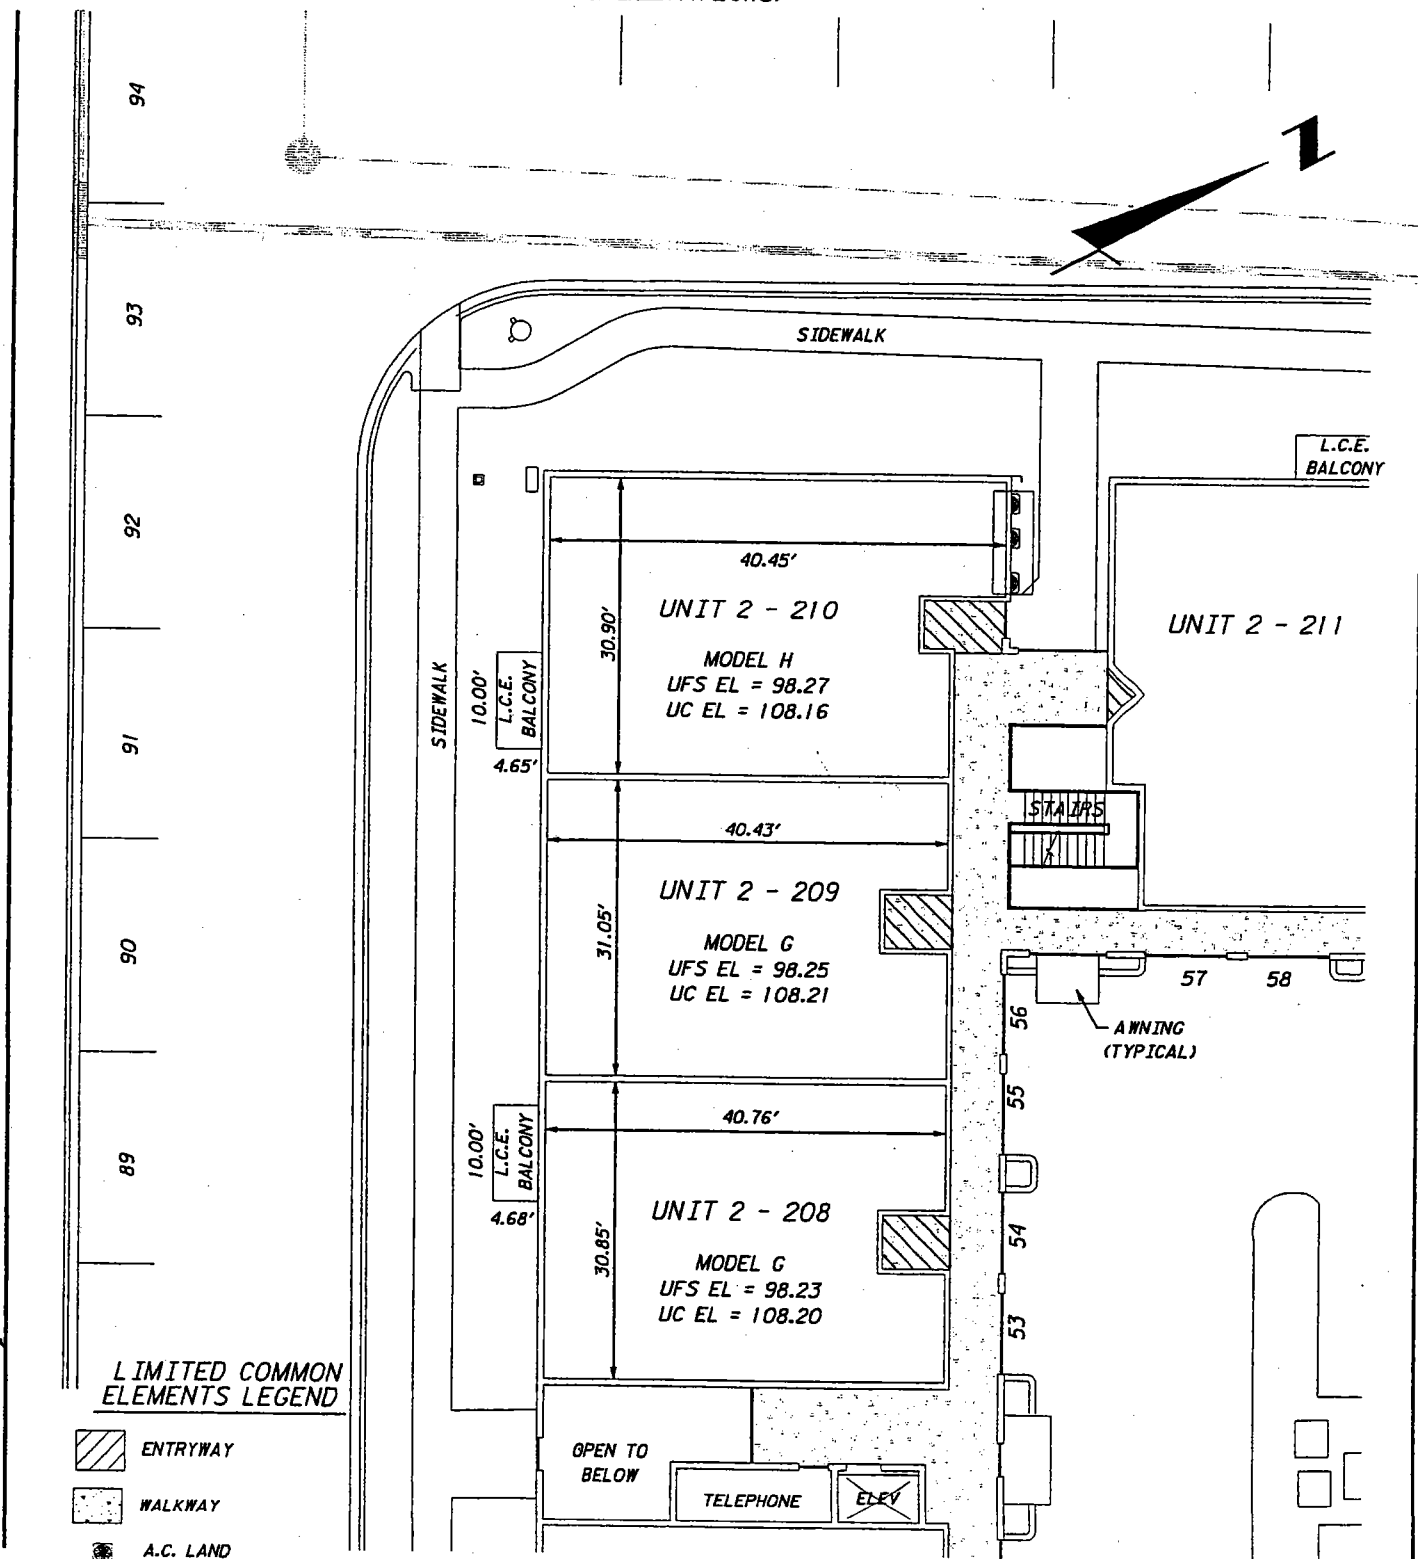 94
N
93
SIDEWALK
L.C.E.
BALCONY
92
40.45'
UNIT 2 - 210
30.90'
UNIT 2 - 211
MODEL H
UFS EL = 98.27
UC EL = 108.16
SIDEWALK
10.00'
L.C.E.
BALCONY
4.65'
91
STAIRS
40.43'
UNIT 2 - 209
31.05'
MODEL G
UFS EL = 98.25
UC EL = 108.21
90
57
58
56
AWNING
(TYPICAL)
55
40.76'
10.00'
L.C.E.
BALCONY
4.68'
89
UNIT 2 - 208
30.85'
MODEL G
UFS EL = 98.23
UC EL = 108.20
54
53
LIMITED COMMON
ELEMENTS LEGEND
ENTRYWAY
WALKWAY
A.C. LAND
OPEN TO
BELOW
TELEPHONE
ELEV